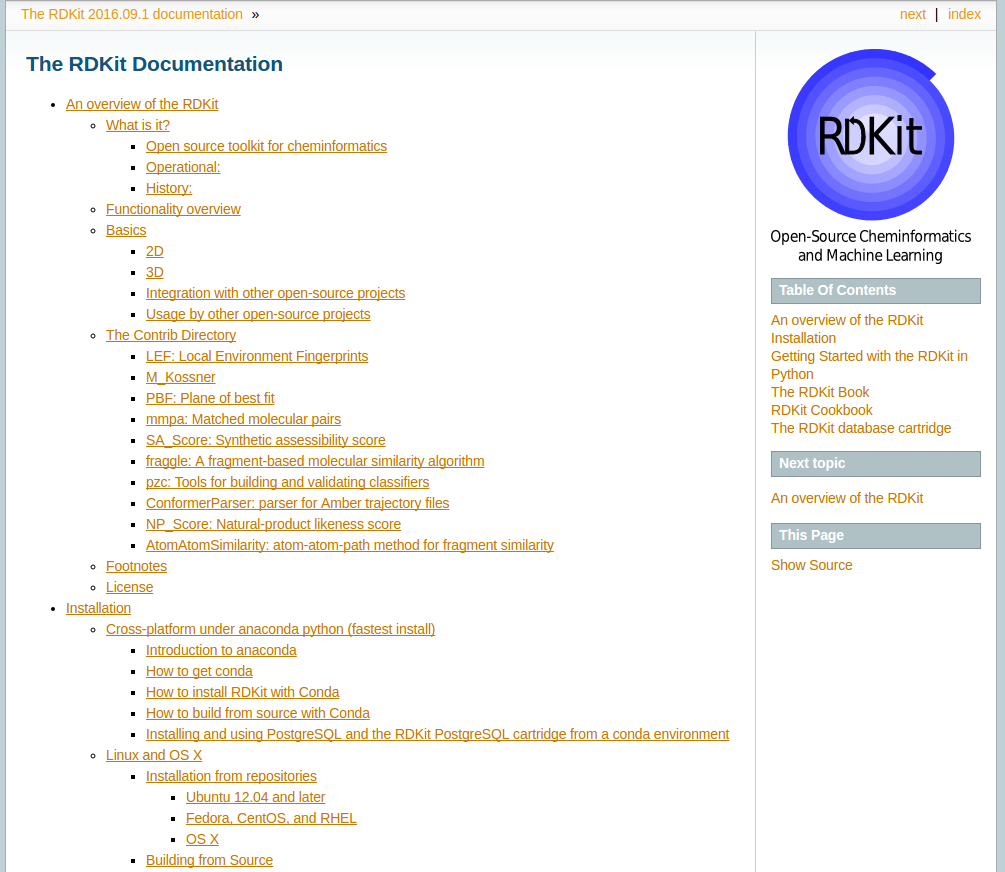 The RDKit 2016.09.1 documentation »
next | index
The RDKit Documentation
An overview of the RDKit
What is it?
Open source toolkit for cheminformatics
Operational:
History:
Functionality overview
Basics
2D
3D
Integration with other open-source projects
Usage by other open-source projects
The Contrib Directory
LEF: Local Environment Fingerprints
M_Kossner
PBF: Plane of best fit
mmpa: Matched molecular pairs
SA_Score: Synthetic assessibility score
fraggle: A fragment-based molecular similarity algorithm
pzc: Tools for building and validating classifiers
ConformerParser: parser for Amber trajectory files
NP_Score: Natural-product likeness score
AtomAtomSimilarity: atom-atom-path method for fragment similarity
Footnotes
License
Installation
Cross-platform under anaconda python (fastest install)
Introduction to anaconda
How to get conda
How to install RDKit with Conda
How to build from source with Conda
Installing and using PostgreSQL and the RDKit PostgreSQL cartridge from a conda environment
Linux and OS X
Installation from repositories
Ubuntu 12.04 and later
Fedora, CentOS, and RHEL
OS X
Building from Source
RDKit
Open-Source Cheminformatics
and Machine Learning
Table Of Contents
An overview of the RDKit
Installation
Getting Started with the RDKit in
Python
The RDKit Book
RDKit Cookbook
The RDKit database cartridge
Next topic
An overview of the RDKit
This Page
Show Source